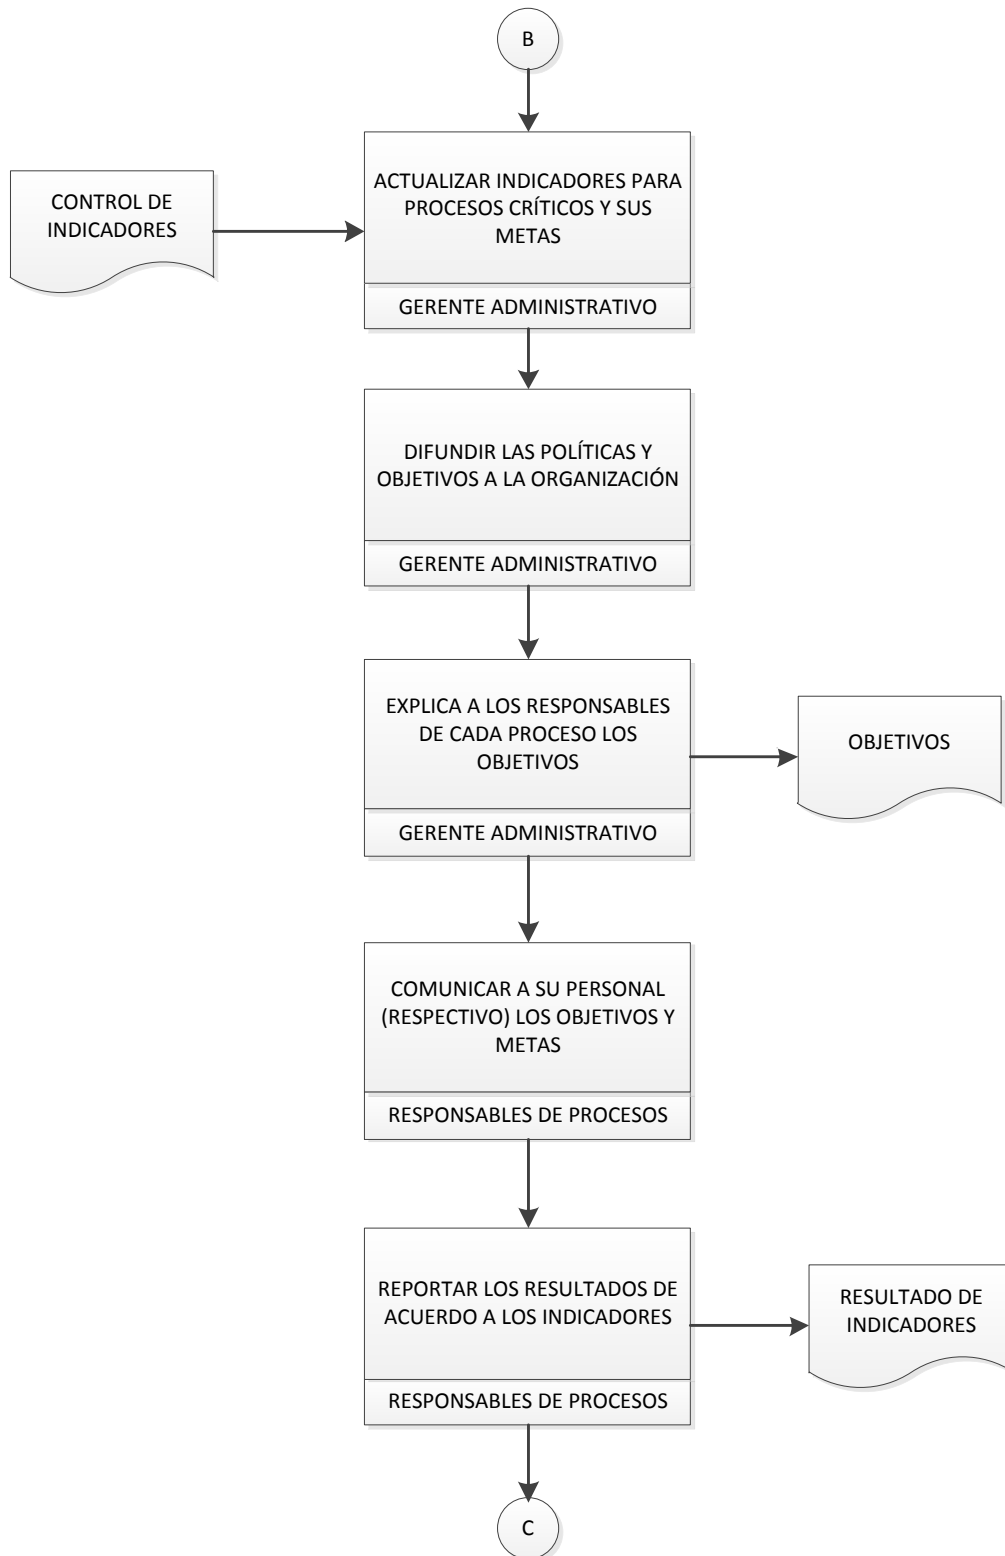 B
ACTUALIZAR INDICADORES PARA
PROCESOS CRÍTICOS Y SUS
METAS
GERENTE ADMINISTRATIVO
CONTROL DE
INDICADORES
DIFUNDIR LAS POLÍTICAS Y
OBJETIVOS A LA ORGANIZACIÓN
GERENTE ADMINISTRATIVO
EXPLICA A LOS RESPONSABLES
DE CADA PROCESO LOS
OBJETIVOS
GERENTE ADMINISTRATIVO
OBJETIVOS
COMUNICAR A SU PERSONAL
(RESPECTIVO) LOS OBJETIVOS Y
METAS
RESPONSABLES DE PROCESOS
REPORTAR LOS RESULTADOS DE
ACUERDO A LOS INDICADORES
RESPONSABLES DE PROCESOS
RESULTADO DE
INDICADORES
C